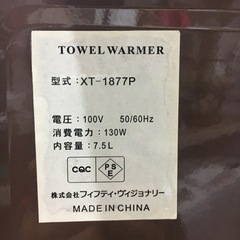 TOWEL WARMER
型式：XT-1877P
電圧：100V 50/60Hz
消費電力：130W
内容量：7.5L
CQC PSE
株式会社フィフティ・ヴィジョナリー
MADE IN CHINA